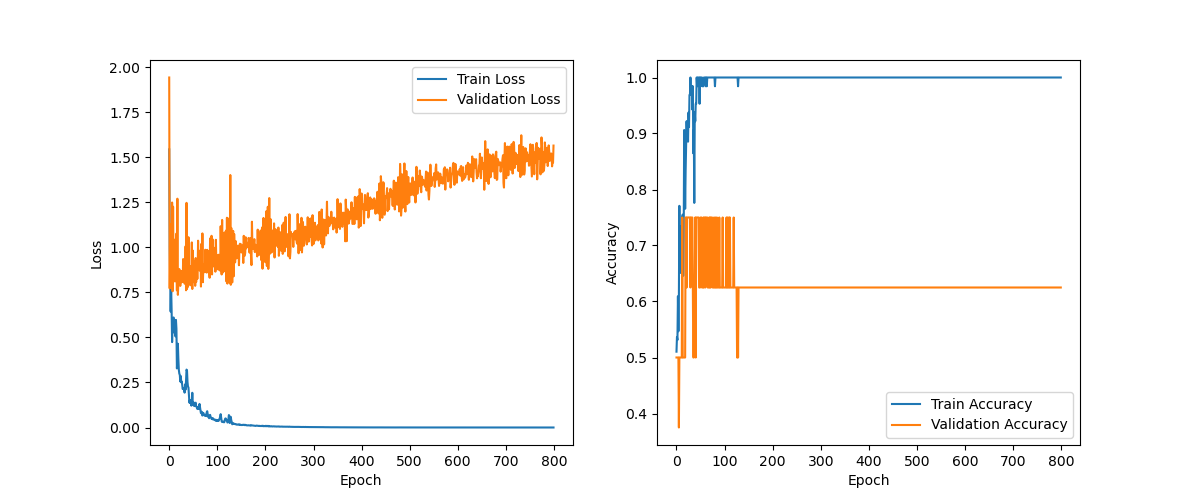 2.00
1.75
1.50
1.25
1.00
0.75
0.50
0.25
0.00
Loss
0 100 200 300 400 500 600 700 800
Epoch
Train Loss
Validation Loss
1.0
0.9
0.8
0.7
0.6
0.5
0.4
Accuracy
0 100 200 300 400 500 600 700 800
Epoch
Train Accuracy
Validation Accuracy